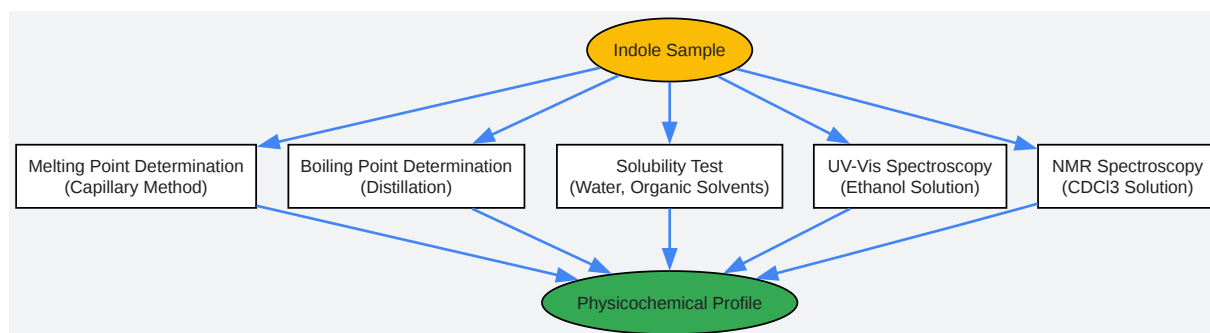 Indole Sample
Melting Point Determination
(Capillary Method)
Boiling Point Determination
(Distillation)
Solubility Test
(Water, Organic Solvents)
UV-Vis Spectroscopy
(Ethanol Solution)
NMR Spectroscopy
(CDCl3 Solution)
Physicochemical Profile